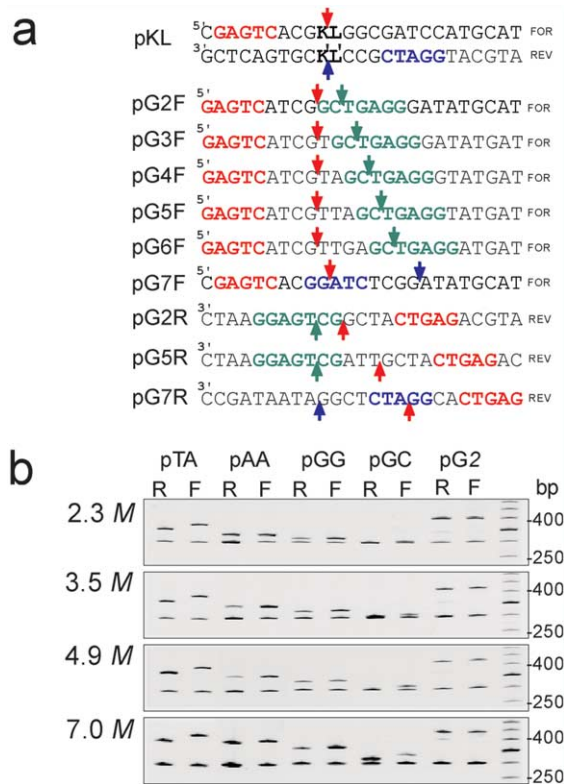 a
pKL 5' CGAGTCACGKLGGCGATCCATGCAT FOR
3' GCTCAGTGCK'L'CCGCTAGGTACGTA REV
pG2F 5' GAGTCATCGGCTGAGGGATATGCAT FOR
pG3F 5' GAGTCATCGTGCTGAGGGATATGAT FOR
pG4F 5' GAGTCATCGTAGCTGAGGGTATGAT FOR
pG5F 5' GAGTCATCGTTAGCTGAGGTATGAT FOR
pG6F 5' GAGTCATCGTTGAGCTGAGGATGAT FOR
pG7F 5' CGAGTCACGGATCTCGGATATGCAT FOR
pG2R 3' CTAAGGAGTCGGCTACTGAGACGTA REV
pG5R 3' CTAAGGAGTCGATTGCTACTGAGAC REV
pG7R 3' CCGATAATAGGCTCTAGGCACTGAG REV
b
pTA pAA pGG pGC pG2
R F R F R F R F R F bp
2.3 M
400
250
3.5 M
400
250
4.9 M
400
250
7.0 M
400
250